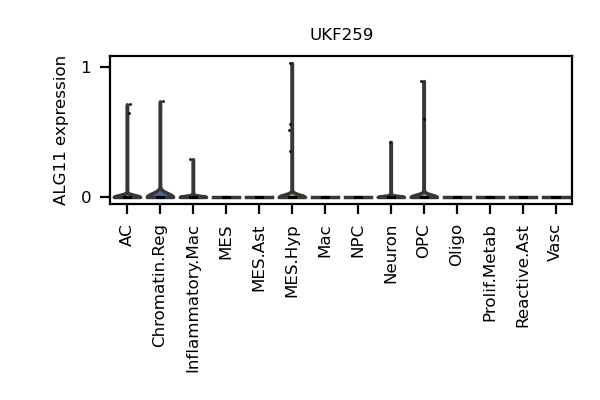 UKF259
ALG11 expression
1
0
AC
Chromatin.Reg
Inflammatory.Mac
MES
MES.Ast
MES.Hyp
Mac
NPC
Neuron
OPC
Oligo
Prolif.Metab
Reactive.Ast
Vasc